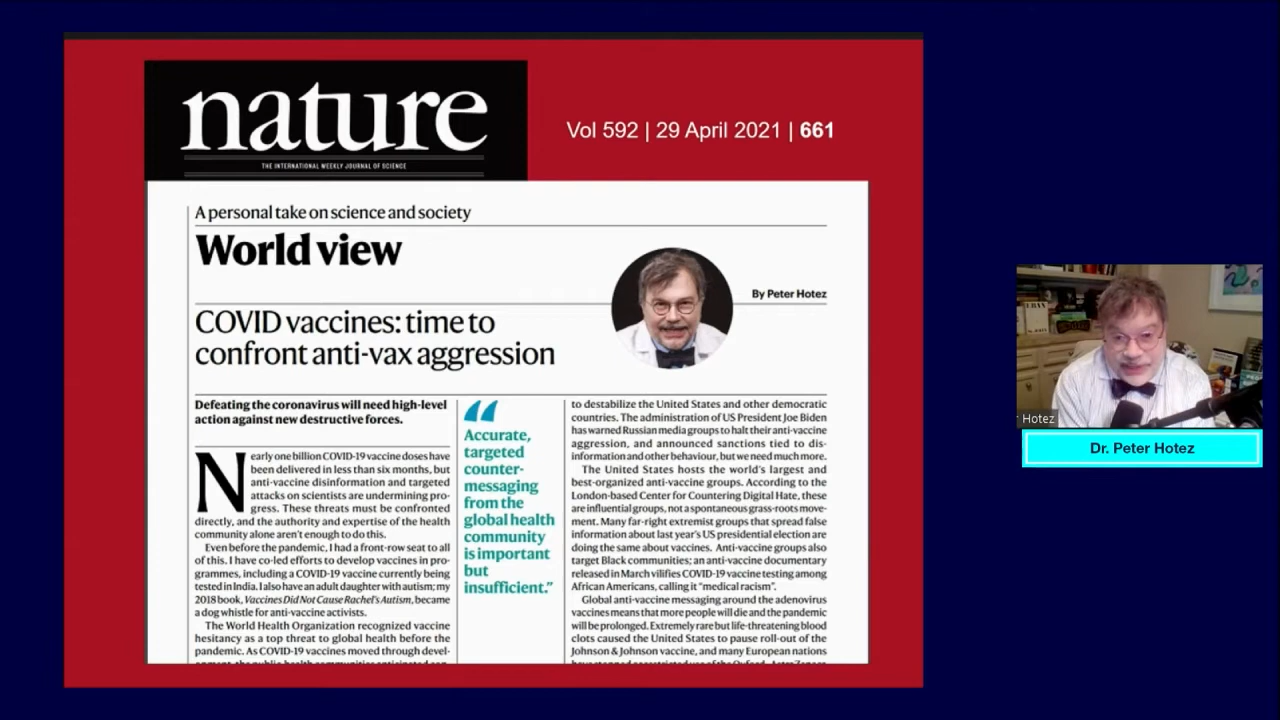 nature
THE INTERNATIONAL WEEKLY JOURNAL OF SCIENCE
Vol 592 | 29 April 2021 | 661
A personal take on science and society
World view
By Peter Hotez
COVID vaccines: time to
confront anti-vax aggression
Defeating the coronavirus will need high-level
action against new destructive forces.
Nearly one billion COVID-19 vaccine doses have
been delivered in less than six months, but
anti-vaccine disinformation and targeted
attacks on scientists are undermining pro-
gress. These threats must be confronted
directly, and the authority and expertise of the health
community alone aren't enough to do this.
Even before the pandemic, I had a front-row seat to all
of this. I have co-led efforts to develop vaccines in pro-
grammes, including a COVID-19 vaccine currently being
tested in India. I also have an adult daughter with autism; my
2018 book, Vaccines Did Not Cause Rachel's Autism, became
a dog whistle for anti-vaccine activists.
The World Health Organization recognized vaccine
hesitancy as a top threat to global health before the
pandemic. As COVID-19 vaccines moved through devel-
“
Accurate,
targeted
counter-
messaging
from the
global health
community
is important
but
insufficient.”
to destabilize the United States and other democratic
countries. The administration of US President Joe Biden
has warned Russian media groups to halt their anti-vaccine
aggression, and announced sanctions tied to dis-
information and other behaviour, but we need much more.
The United States hosts the world's largest and
best-organized anti-vaccine groups. According to the
London-based Center for Countering Digital Hate, these
are influential groups, not a spontaneous grass-roots move-
ment. Many far-right extremist groups that spread false
information about last year's US presidential election are
doing the same about vaccines. Anti-vaccine groups also
target Black communities; an anti-vaccine documentary
released in March vilifies COVID-19 vaccine testing among
African Americans, calling it “medical racism”.
Global anti-vaccine messaging around the adenovirus
vaccines means that more people will die and the pandemic
will be prolonged. Extremely rare but life-threatening blood
clots caused the United States to pause roll-out of the
Johnson & Johnson vaccine, and many European nations
r Hotez
Dr. Peter Hotez